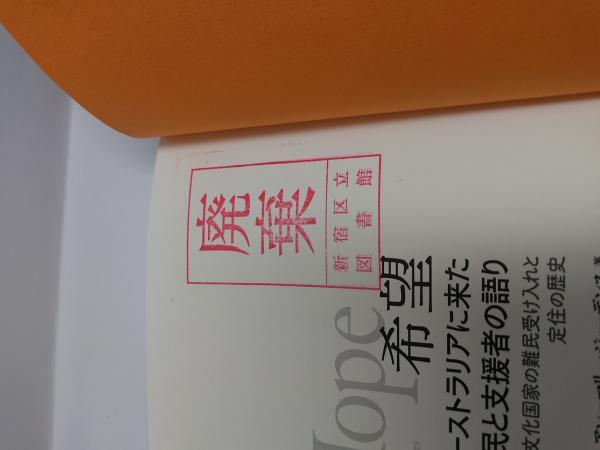 廃棄
新宿区立
図書館
Hope
希望
ーストラリアに来た
民と支援者の語り
文化国家の難民受け入れと
定住の歴史